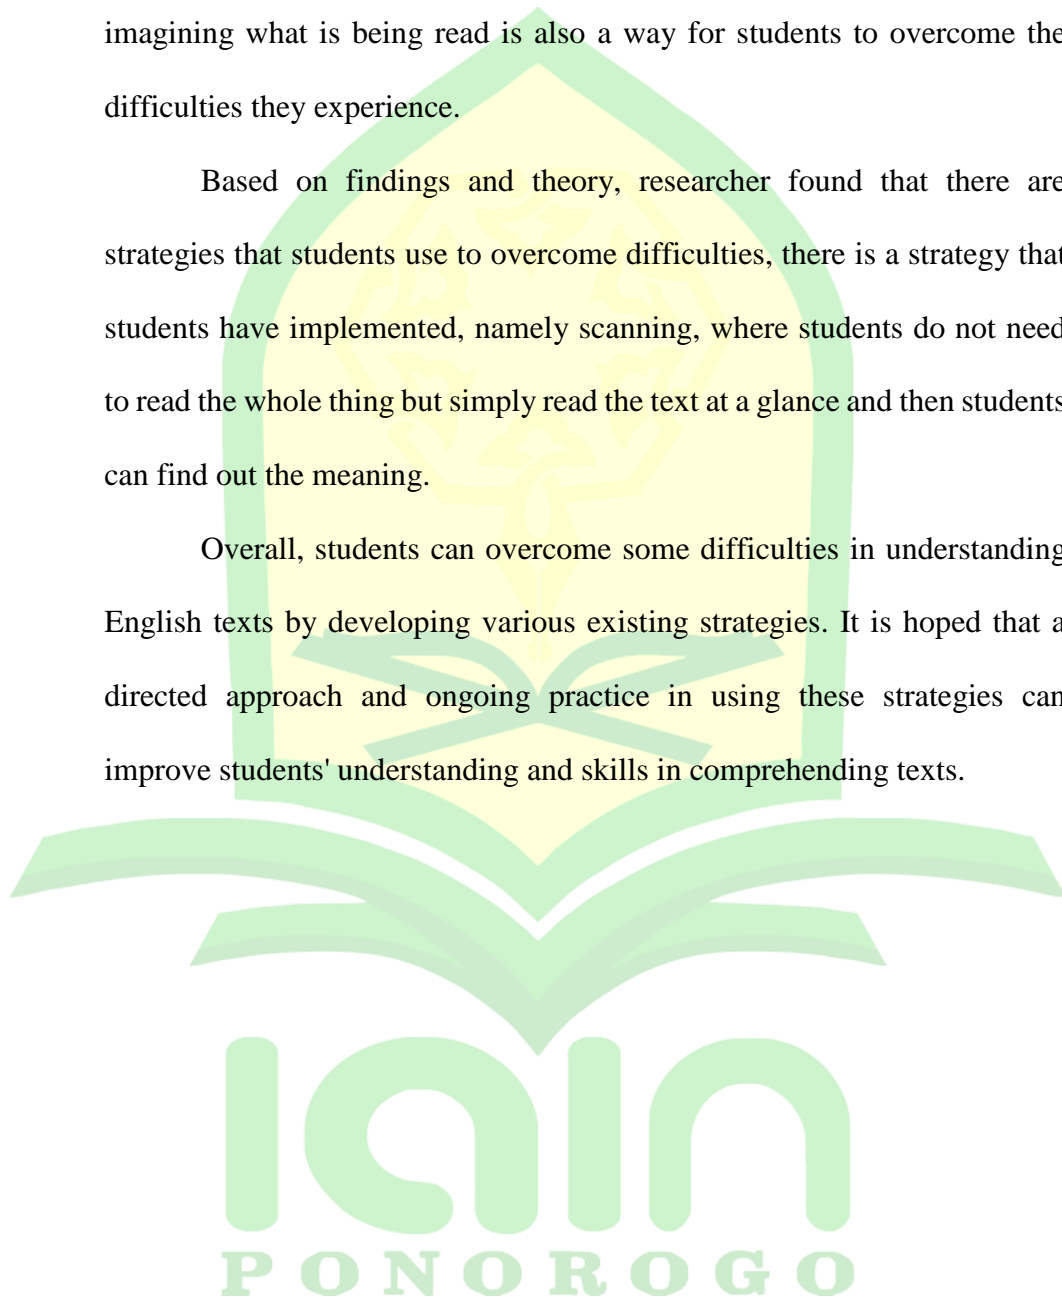 imagining what is being read is also a way for students to overcome the
difficulties they experience.
Based on findings and theory, researcher found that there are
strategies that students use to overcome difficulties, there is a strategy that
students have implemented, namely scanning, where students do not need
to read the whole thing but simply read the text at a glance and then students
can find out the meaning.
Overall, students can overcome some difficulties in understanding
English texts by developing various existing strategies. It is hoped that a
directed approach and ongoing practice in using these strategies can
improve students' understanding and skills in comprehending texts.
IAIN
PONOROGO